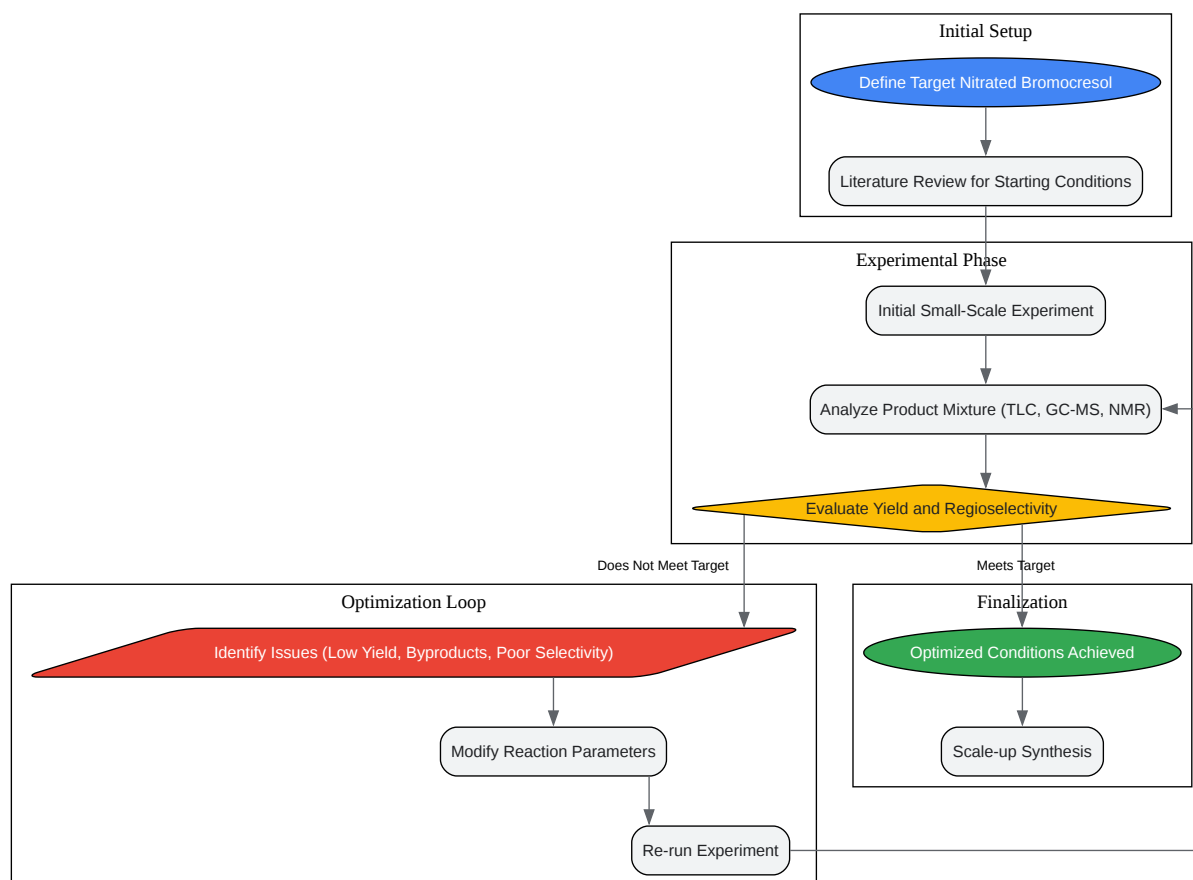 Initial Setup
Define Target Nitrated Bromocresol
Literature Review for Starting Conditions
Experimental Phase
Initial Small-Scale Experiment
Analyze Product Mixture (TLC, GC-MS, NMR)
Evaluate Yield and Regioselectivity
Does Not Meet Target
Meets Target
Optimization Loop
Identify Issues (Low Yield, Byproducts, Poor Selectivity)
Modify Reaction Parameters
Re-run Experiment
Finalization
Optimized Conditions Achieved
Scale-up Synthesis